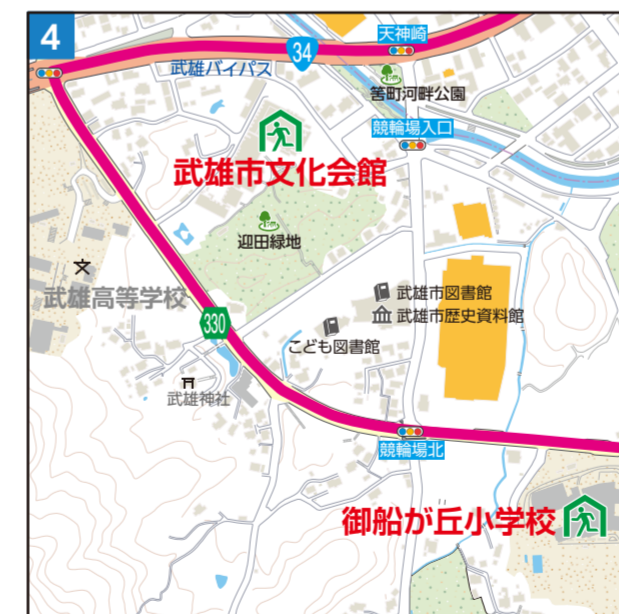 4
天神崎
34
武雄バイパス
筈町河畔公園
競輪場入口
武雄市文化会館
迎田緑地
文
武雄高等学校
武雄市図書館
330
武雄市歴史資料館
こども図書館
武雄神社
競輪場北
御船が丘小学校